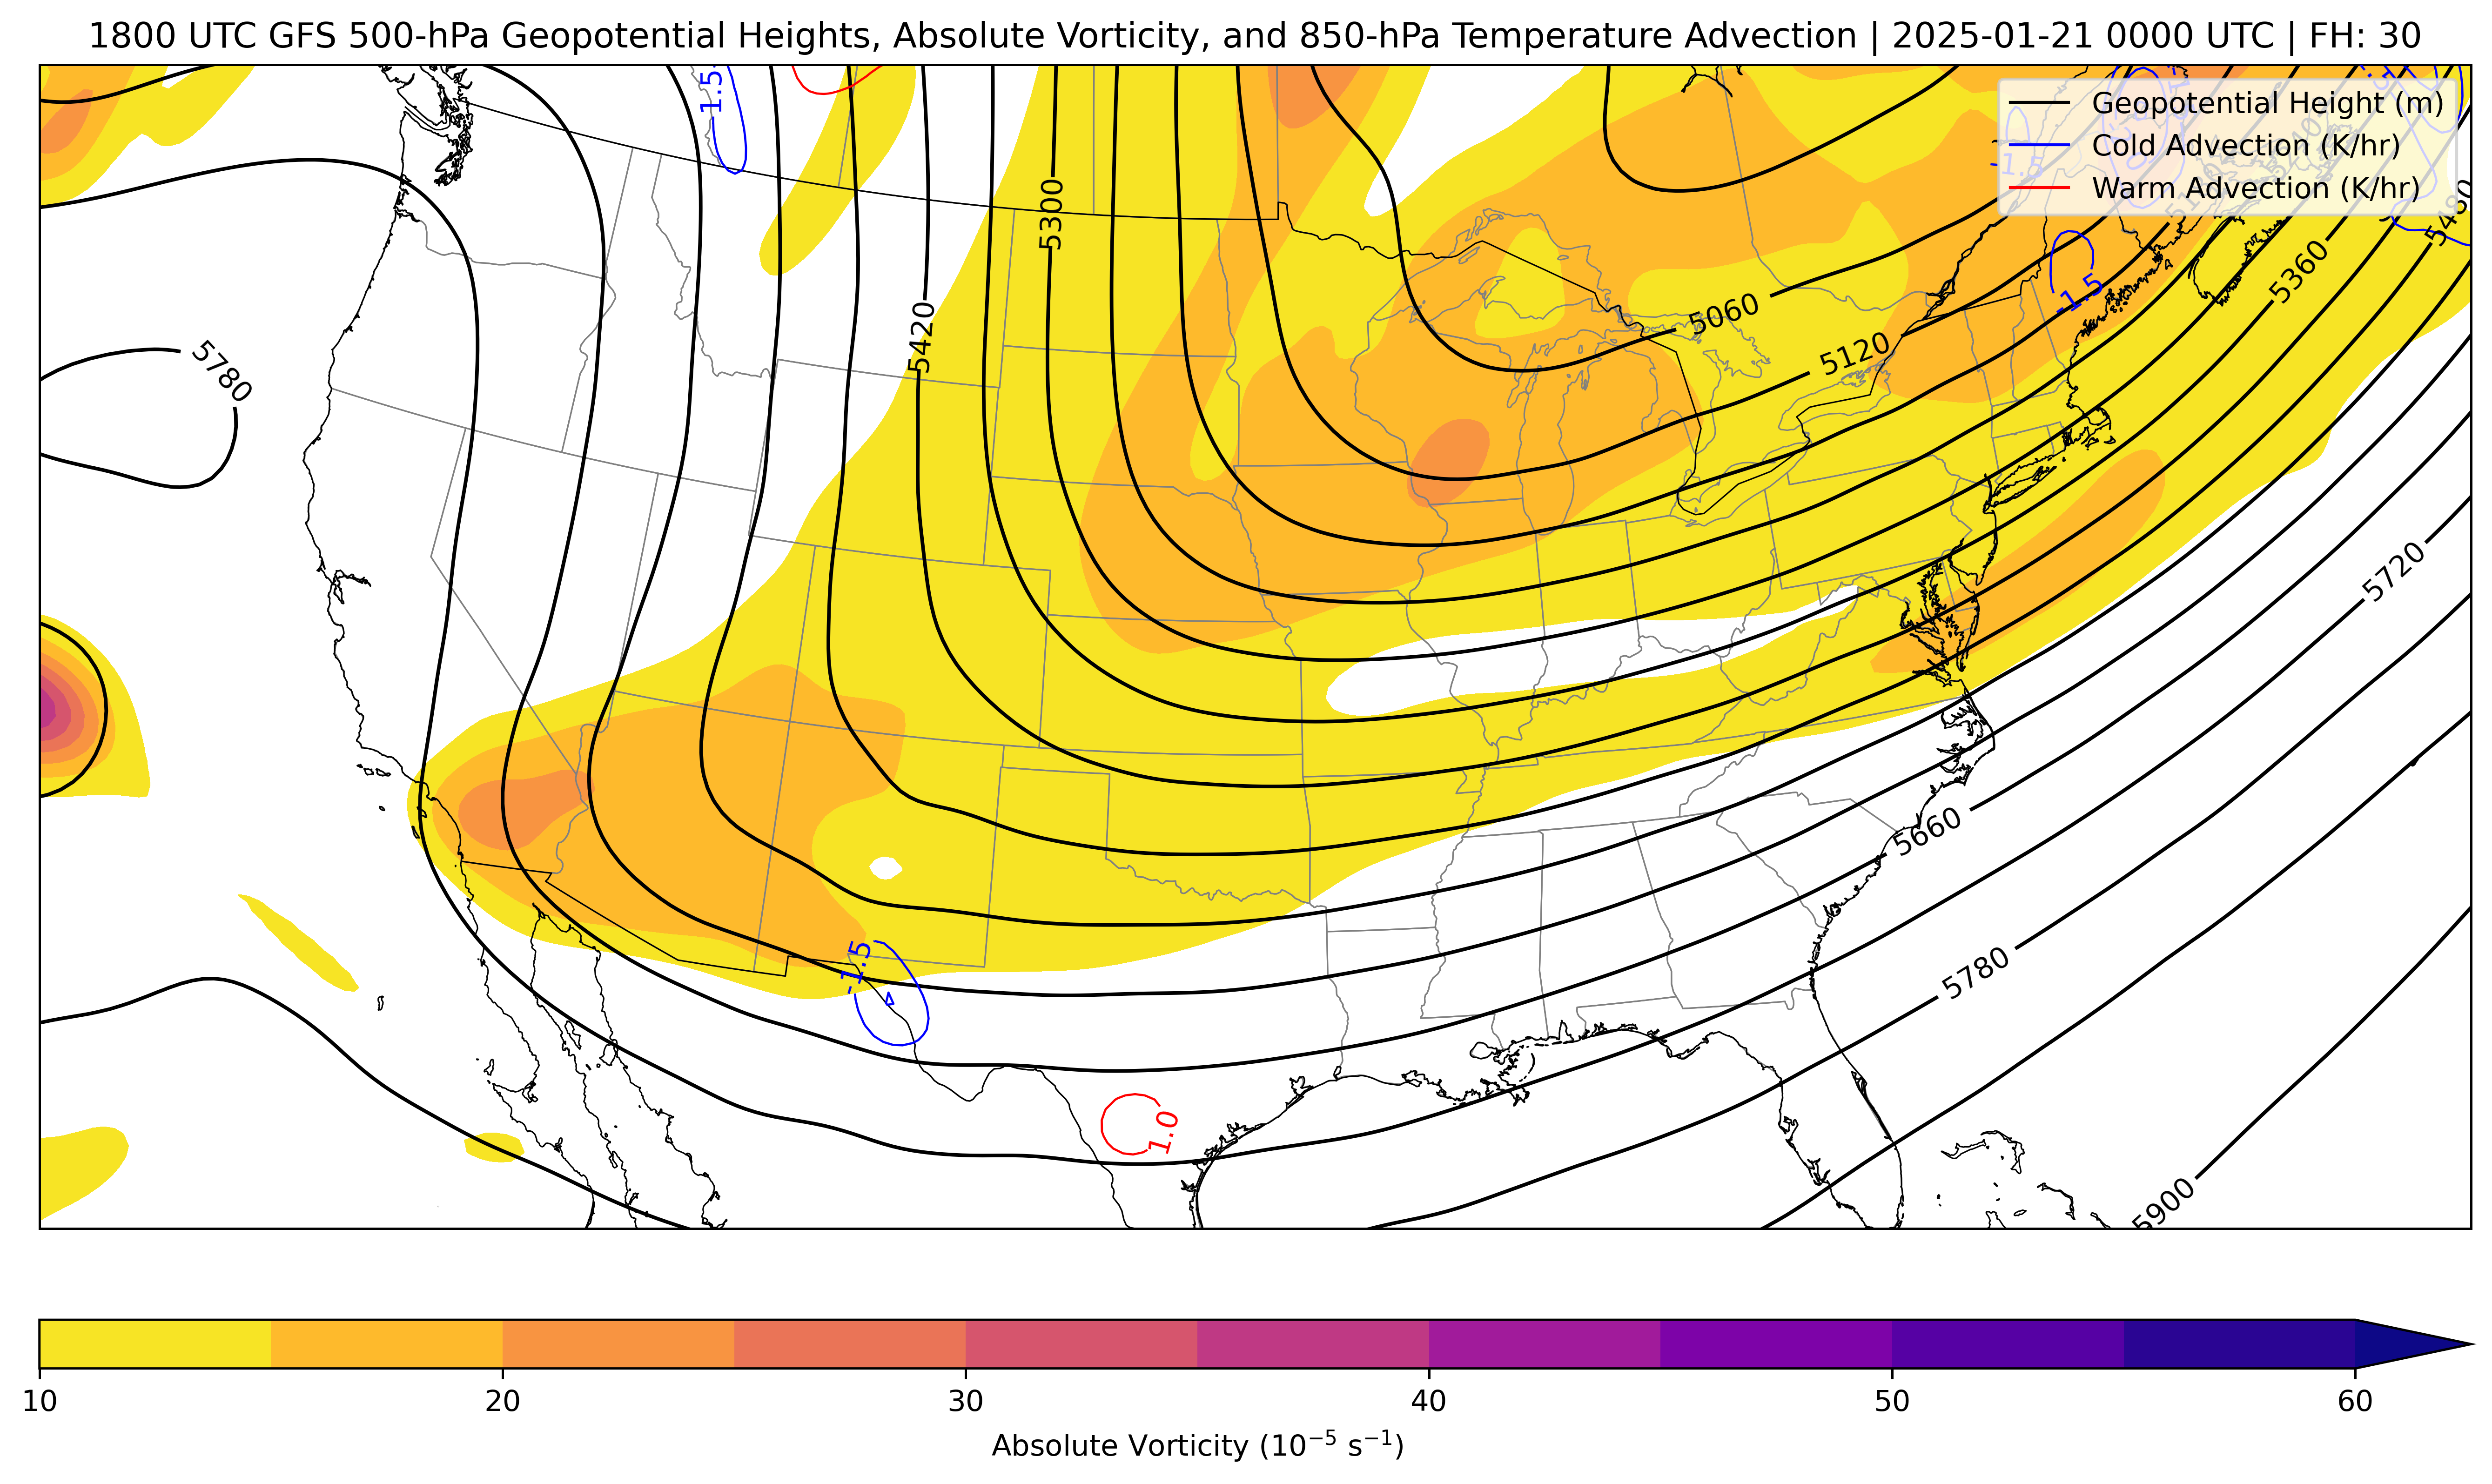 1800 UTC GFS 500-hPa Geopotential Heights, Absolute Vorticity, and 850-hPa Temperature Advection | 2025-01-21 0000 UTC | FH: 30
Geopotential Height (m)
Cold Advection (K/hr)
Warm Advection (K/hr)
-1.5
-1.5
5300
5480
5360
5780
5420
5060
-1.5
5120
5720
5660
-1.5
5780
1.0
5900
10 20 30 40 50 60
Absolute Vorticity (10⁻⁵ s⁻¹)